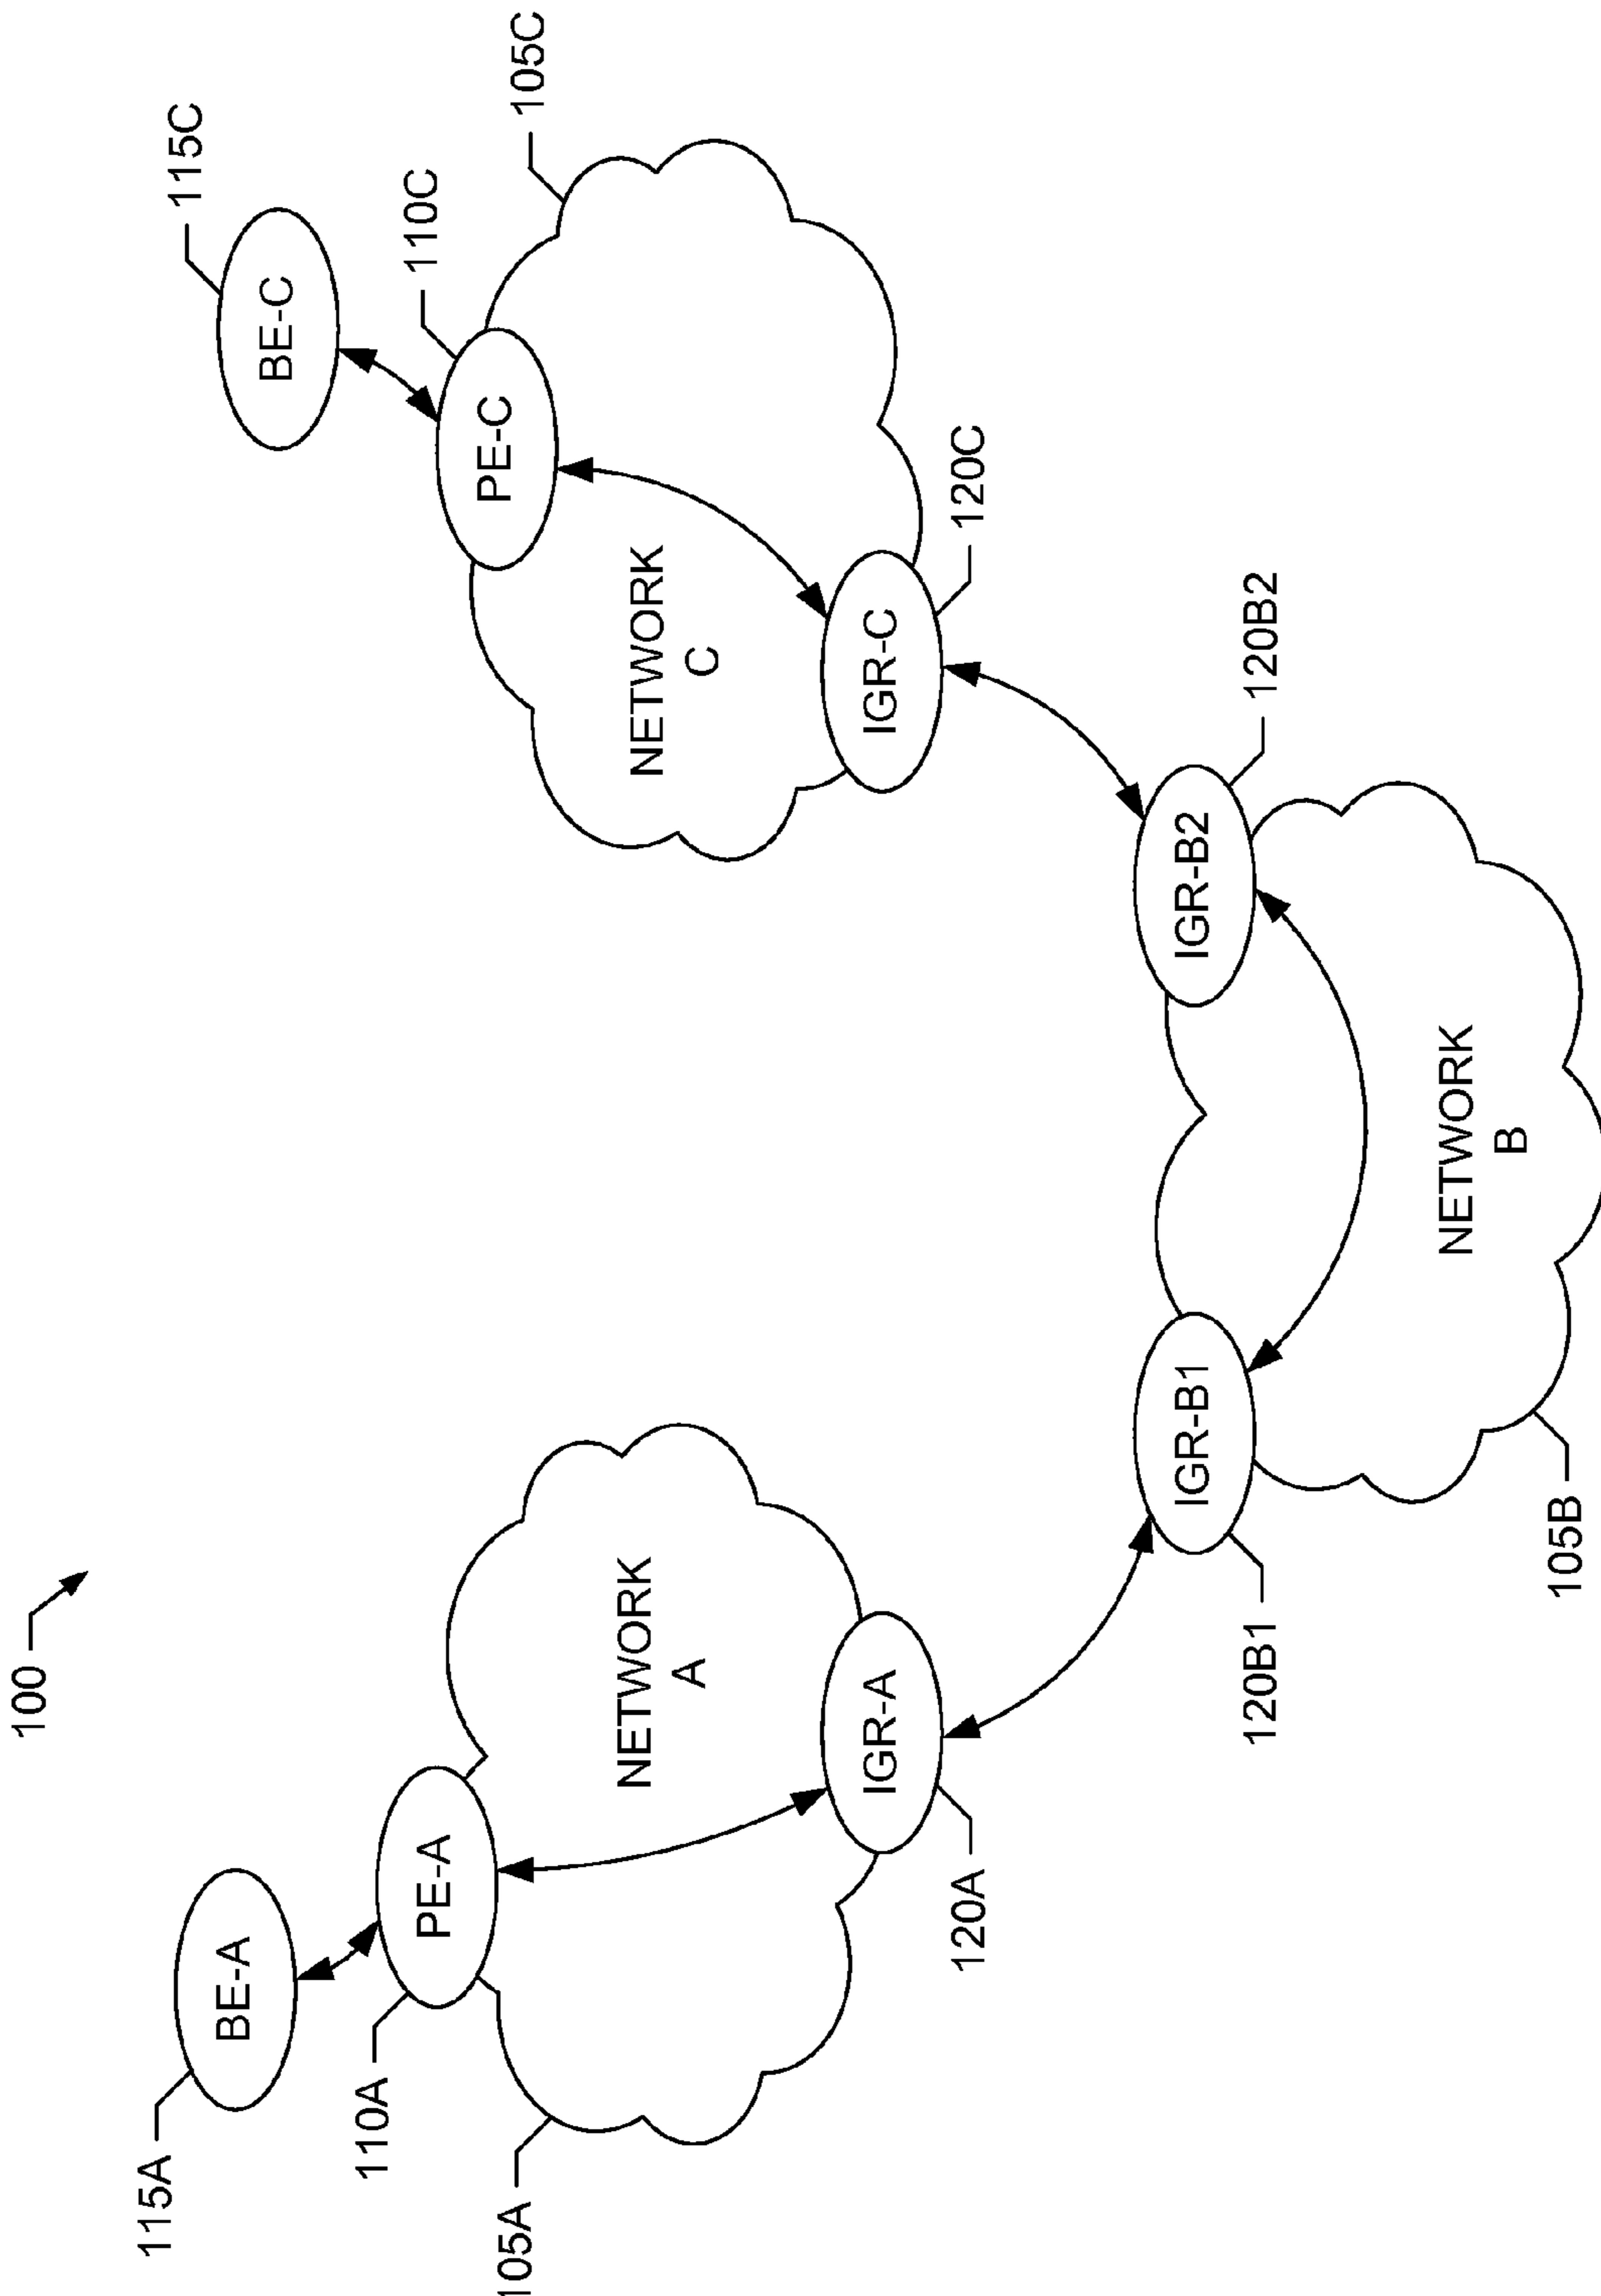 100
115A
115C
BE-A
BE-C
110A
110C
PE-A
PE-C
105A
105C
NETWORK
A
NETWORK
C
IGR-A
IGR-C
120A
120C
IGR-B1
IGR-B2
120B1
120B2
NETWORK
B
105B